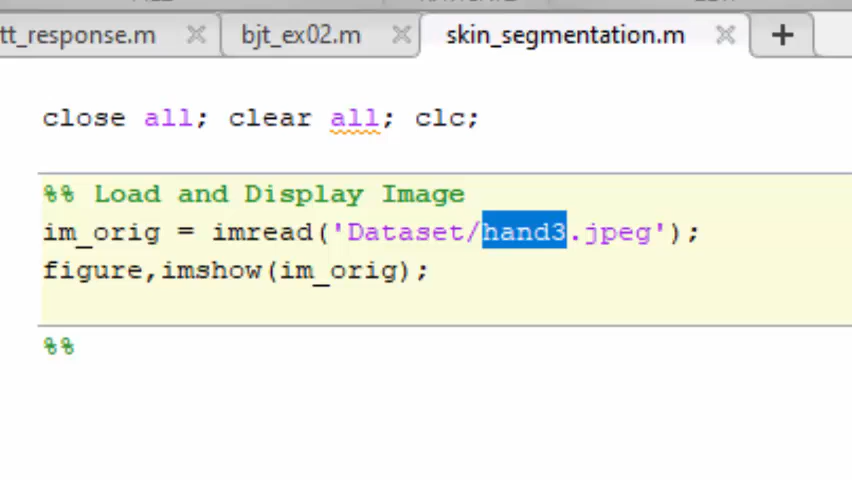 tt_response.m bjt_ex02.m skin_segmentation.m +
close all; clear all; clc;
%% Load and Display Image
im_orig = imread('Dataset/hand3.jpeg');
figure,imshow(im_orig);
%%